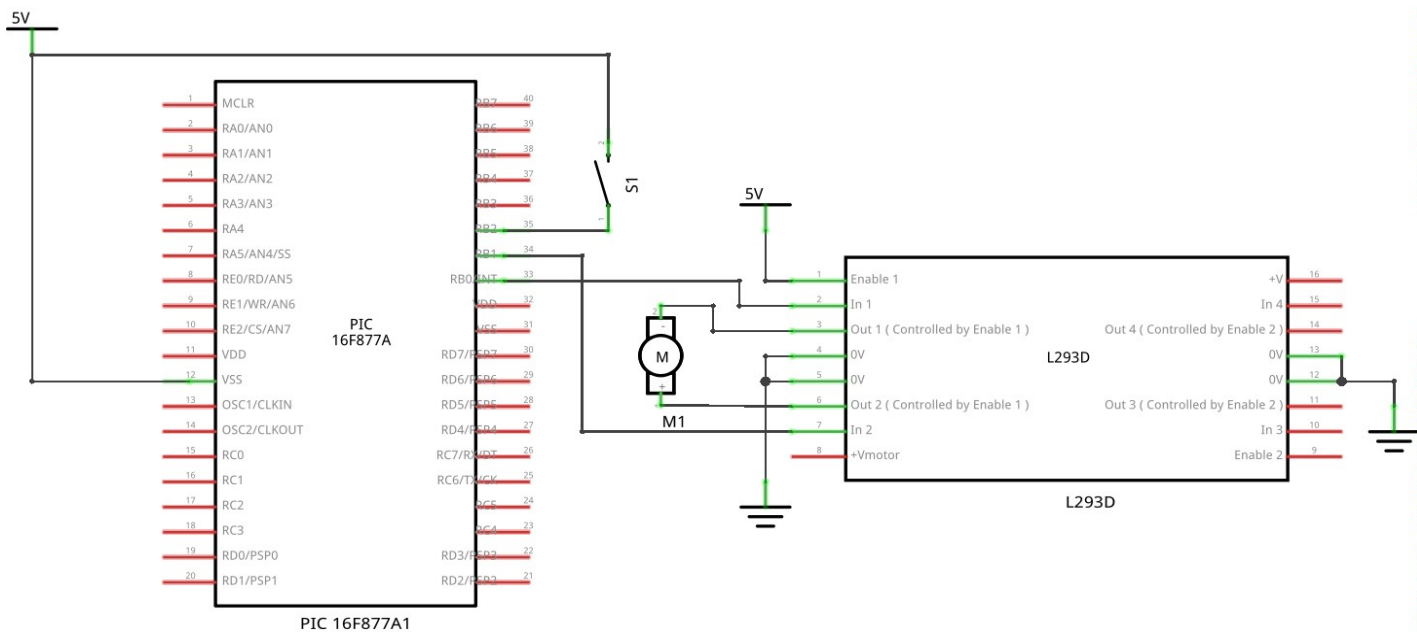 5V
1 MCLR
2 RA0/AN0
3 RA1/AN1
4 RA2/AN2
5 RA3/AN3
6 RA4
7 RA5/AN4/SS
8 RE0/RD/AN5
9 RE1/WR/AN6
10 RE2/CS/AN7
11 VDD
12 VSS
13 OSC1/CLKIN
14 OSC2/CLKOUT
15 RC0
16 RC1
17 RC2
18 RC3
19 RD0/PSP0
20 RD1/PSP1
PIC
16F877A
RB7 40
RB6 39
RB5 38
RB4 37
RB3 36
RB2 35
RB1 34
RB0/INT 33
VDD 32
VSS 31
RD7/PSP7 30
RD6/PSP6 29
RD5/PSP5 28
RD4/PSP4 27
RC7/RX/DT 26
RC6/TX/CK 25
RC5 24
RC4 23
RD3/PSP3 22
RD2/PSP2 21
PIC 16F877A1
2
S1
1
5V
2
-
M
+
1
M1
1 Enable 1
2 In 1
3 Out 1 ( Controlled by Enable 1 )
4 0V
5 0V
6 Out 2 ( Controlled by Enable 1 )
7 In 2
8 +Vmotor
L293D
+V 16
In 4 15
Out 4 ( Controlled by Enable 2 ) 14
0V 13
0V 12
Out 3 ( Controlled by Enable 2 ) 11
In 3 10
Enable 2 9
L293D